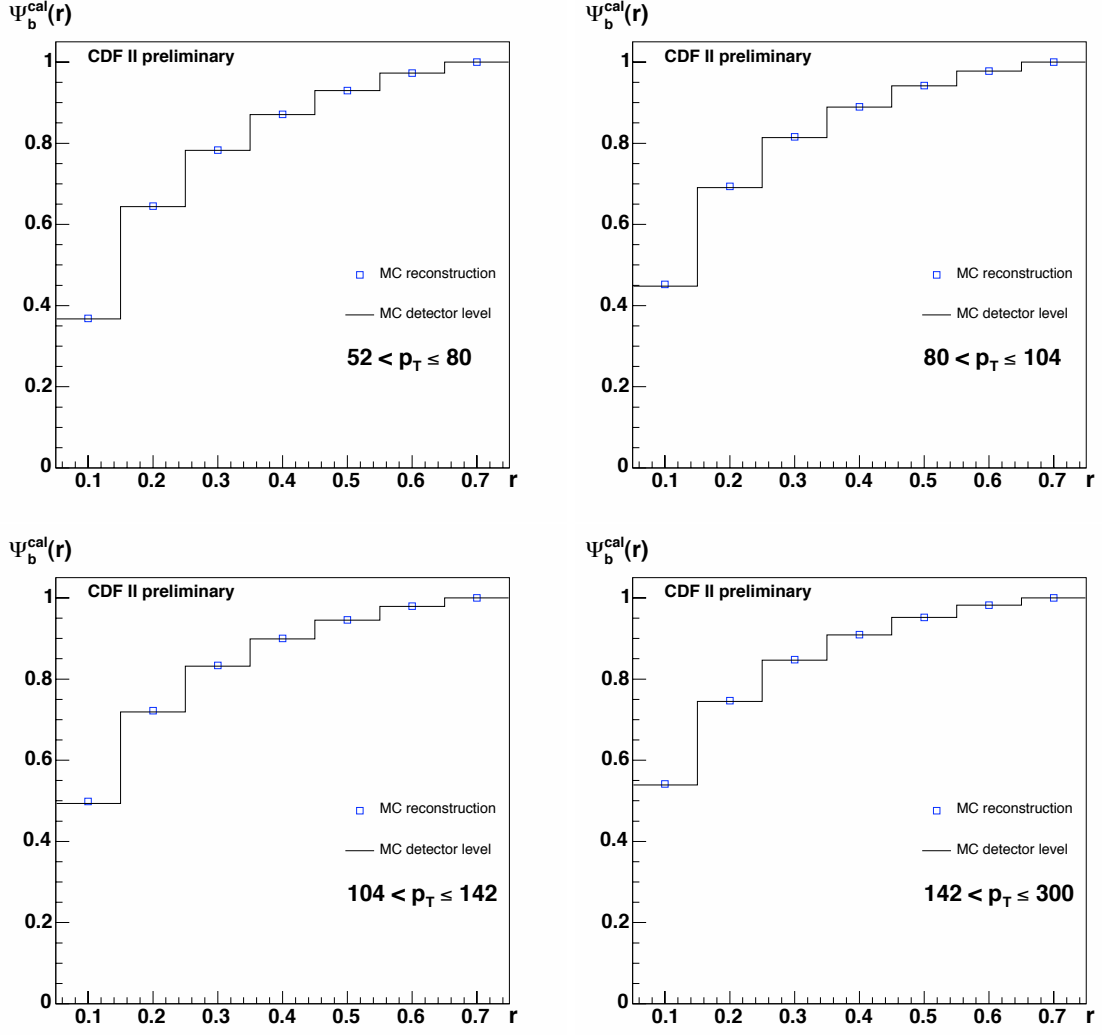 Ψ_b^cal(r)
CDF II preliminary
1
0.8
0.6
0.4
0.2
0
MC reconstruction
MC detector level
52 < p_T ≤ 80
0.1 0.2 0.3 0.4 0.5 0.6 0.7 r
Ψ_b^cal(r)
CDF II preliminary
1
0.8
0.6
0.4
0.2
0
MC reconstruction
MC detector level
80 < p_T ≤ 104
0.1 0.2 0.3 0.4 0.5 0.6 0.7 r
Ψ_b^cal(r)
CDF II preliminary
1
0.8
0.6
0.4
0.2
0
MC reconstruction
MC detector level
104 < p_T ≤ 142
0.1 0.2 0.3 0.4 0.5 0.6 0.7 r
Ψ_b^cal(r)
CDF II preliminary
1
0.8
0.6
0.4
0.2
0
MC reconstruction
MC detector level
142 < p_T ≤ 300
0.1 0.2 0.3 0.4 0.5 0.6 0.7 r